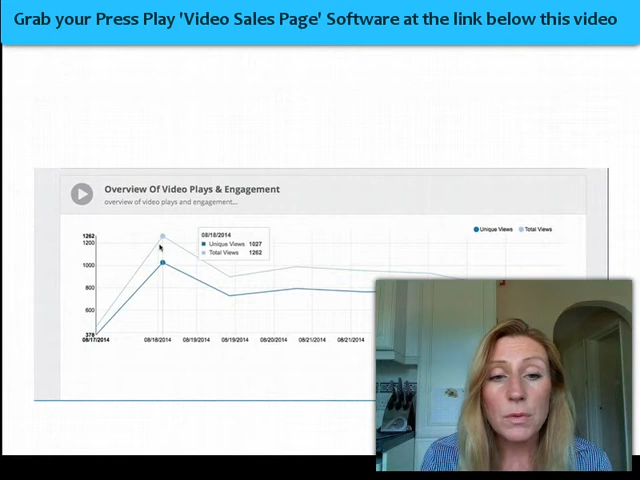 Grab your Press Play 'Video Sales Page' Software at the link below this video
Overview Of Video Plays & Engagement
overview of video plays and engagement...
Unique Views Total Views
08/18/2014
Unique Views 1027
Total Views 1262
1262
1200
1000
800
600
378
08/17/2014 08/18/2014 08/19/2014 08/19/2014 08/20/2014 08/21/2014 08/21/2014